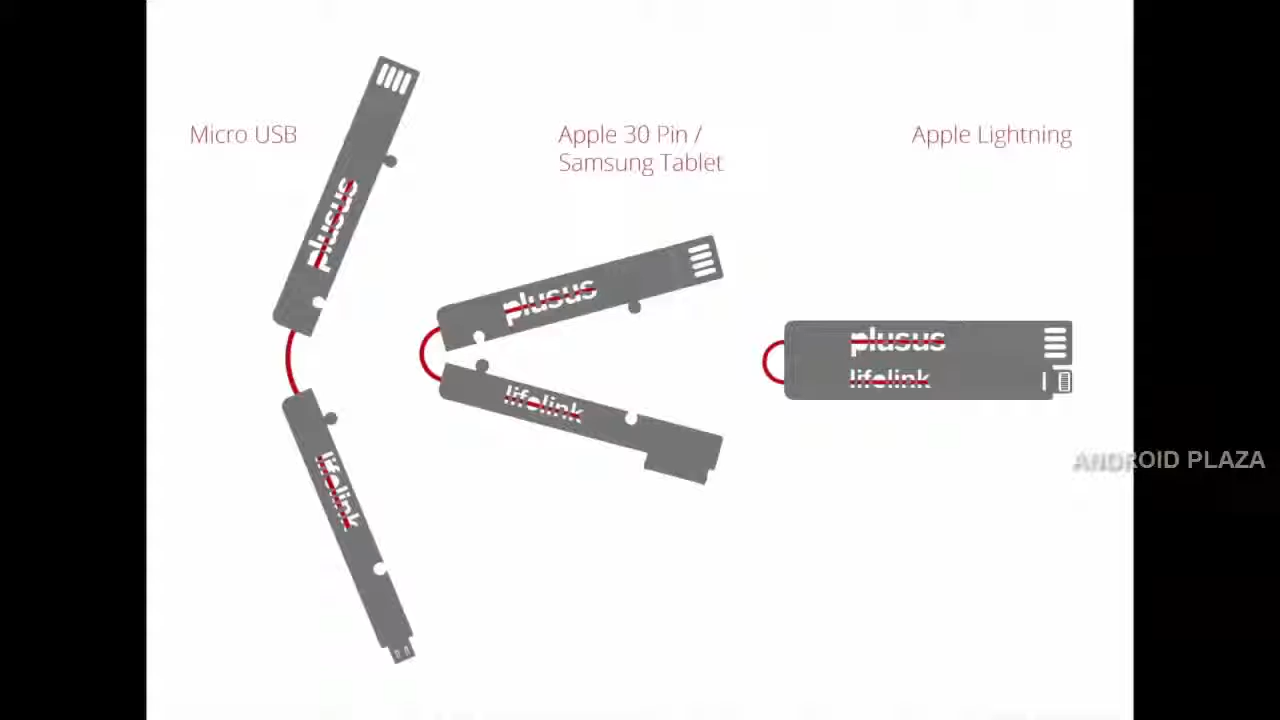 Micro USB
Apple 30 Pin /
Samsung Tablet
Apple Lightning
plusus
lifelink
plusus
lifelink
plusus
lifelink
ANDROID PLAZA